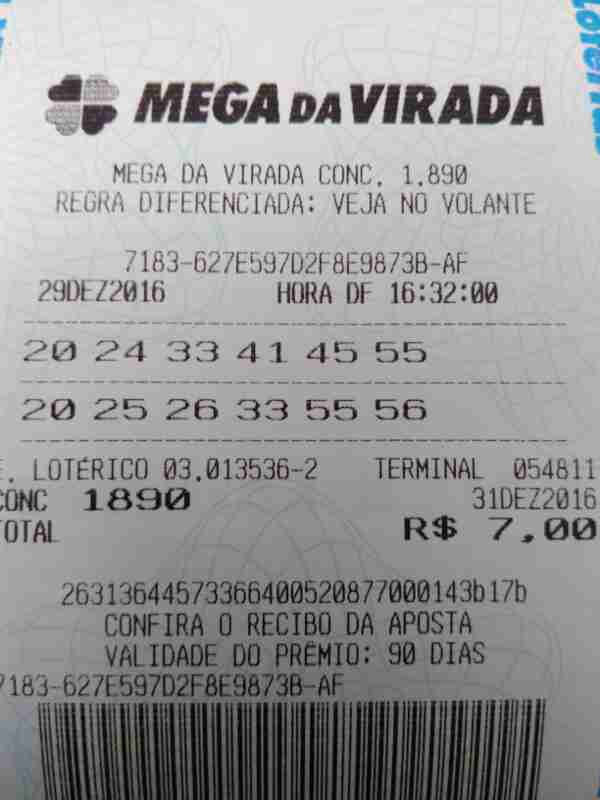 MEGA DA VIRADA
MEGA DA VIRADA CONC. 1.890
REGRA DIFERENCIADA: VEJA NO VOLANTE
7183-627E597D2F8E9873B-AF
29DEZ2016 HORA DF 16:32:00
20 24 33 41 45 55
20 25 26 33 55 56
E. LOTÉRICO 03.013536-2 TERMINAL 054811
CONC 1890 31DEZ2016
TOTAL R$ 7,00
26313644573366400520877000143b17b
CONFIRA O RECIBO DA APOSTA
VALIDADE DO PRÊMIO: 90 DIAS
7183-627E597D2F8E9873B-AF